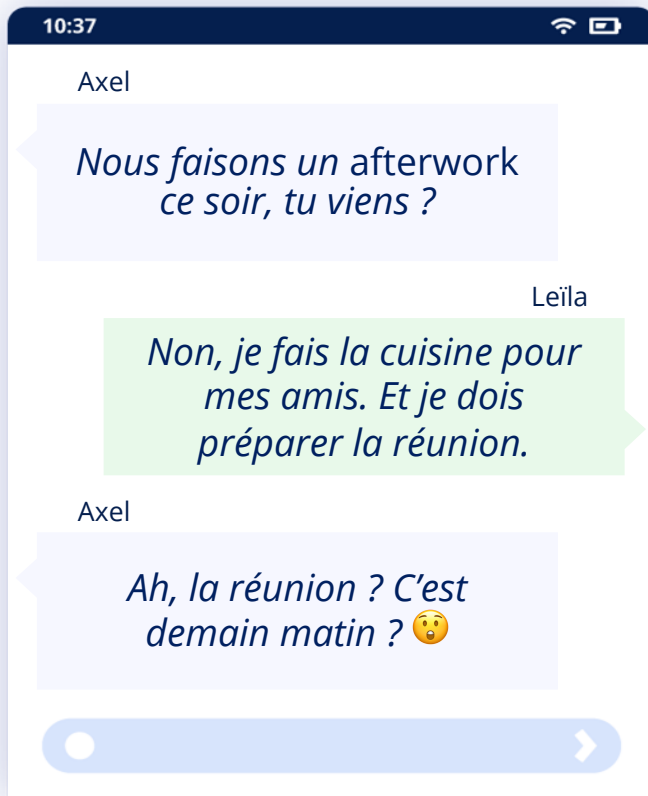 10:37
Axel
Nous faisons un afterwork
ce soir, tu viens ?
Leïla
Non, je fais la cuisine pour
mes amis. Et je dois
préparer la réunion.
Axel
Ah, la réunion ? C’est
demain matin ? 😲